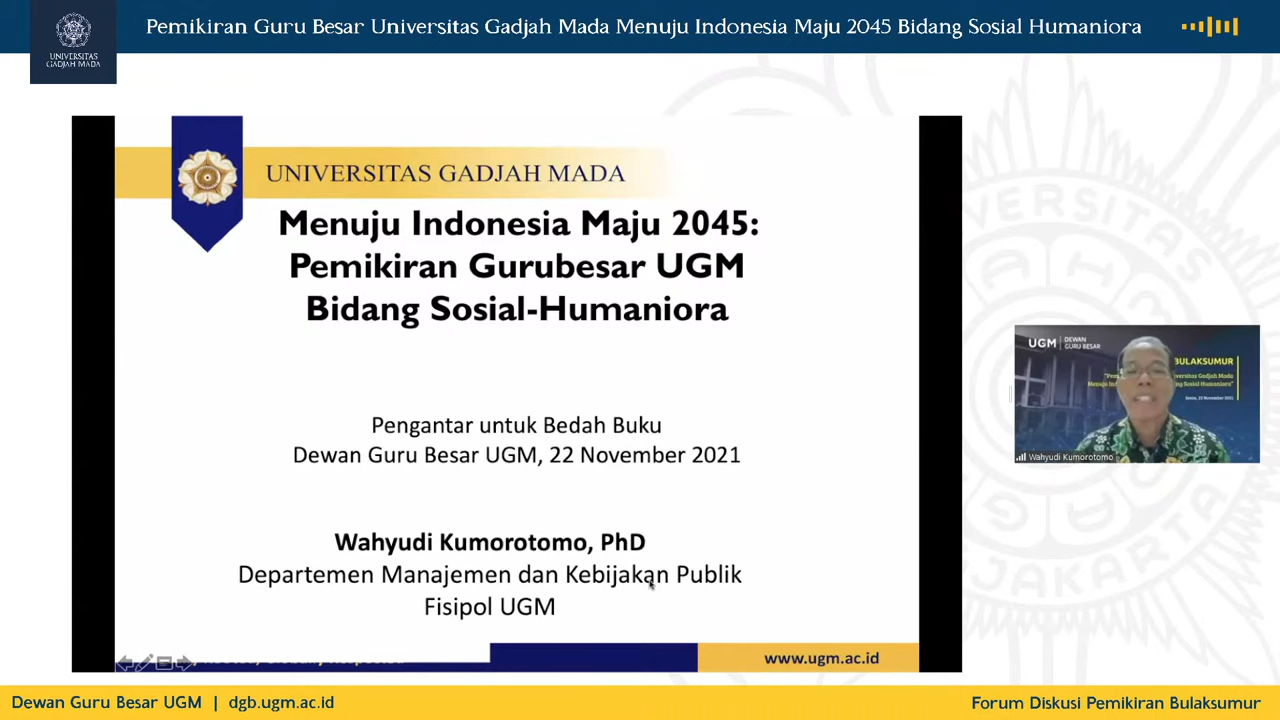 Pemikiran Guru Besar Universitas Gadjah Mada Menuju Indonesia Maju 2045 Bidang Sosial Humaniora
UNIVERSITAS
GADJAH MADA
UNIVERSITAS GADJAH MADA
Menuju Indonesia Maju 2045:
Pemikiran Gurubesar UGM
Bidang Sosial-Humaniora
Pengantar untuk Bedah Buku
Dewan Guru Besar UGM, 22 November 2021
Wahyudi Kumorotomo, PhD
Departemen Manajemen dan Kebijakan Publik
Fisipol UGM
www.ugm.ac.id
UGM | DEWAN
GURU BESAR
BULAKSUMUR
Wahyudi Kumorotomo
Dewan Guru Besar UGM | dgb.ugm.ac.id
Forum Diskusi Pemikiran Bulaksumur